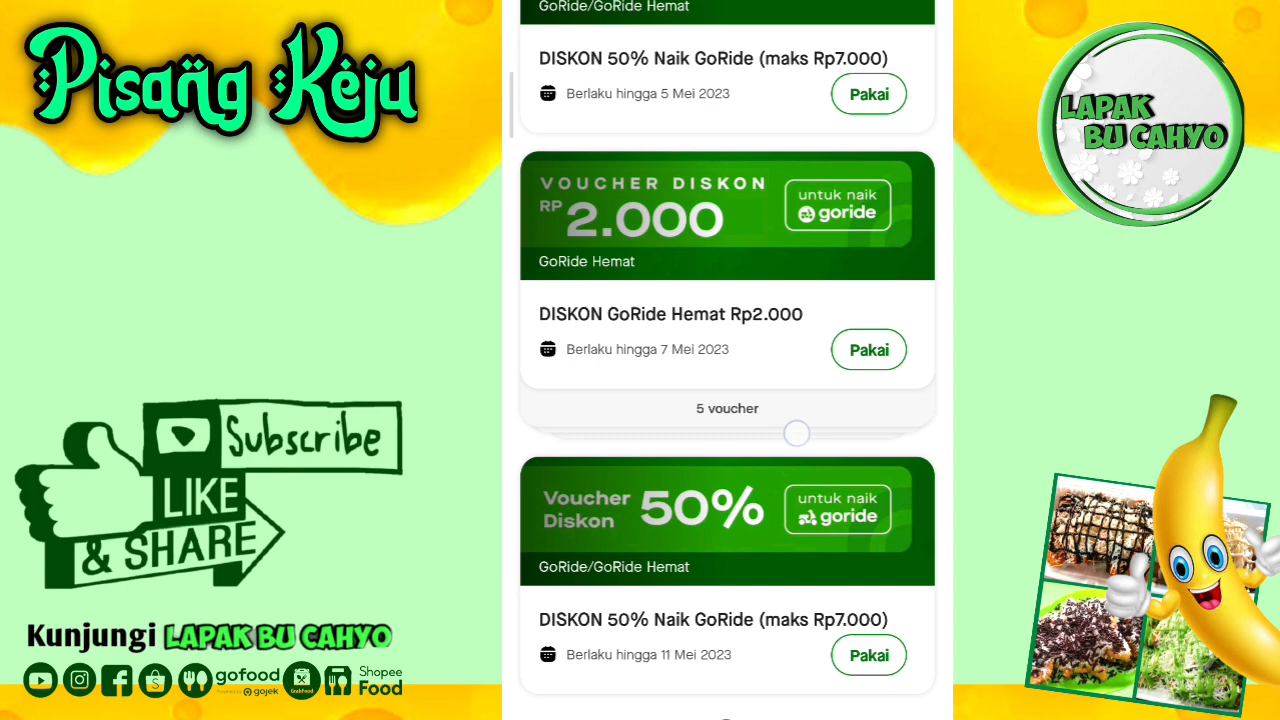 Pisang Keju
LAPAK
BU CAHYO
GoRide/GoRide Hemat
DISKON 50% Naik GoRide (maks Rp7.000)
Berlaku hingga 5 Mei 2023
Pakai
VOUCHER DISKON
RP 2.000
untuk naik
goride
GoRide Hemat
DISKON GoRide Hemat Rp2.000
Berlaku hingga 7 Mei 2023
Pakai
5 voucher
Voucher
Diskon
50%
untuk naik
goride
GoRide/GoRide Hemat
DISKON 50% Naik GoRide (maks Rp7.000)
Berlaku hingga 11 Mei 2023
Pakai
Subscribe
LIKE
& SHARE
Kunjungi LAPAK BU CAHYO
gofood
Powered by gojek
GrabFood
Shopee
Food